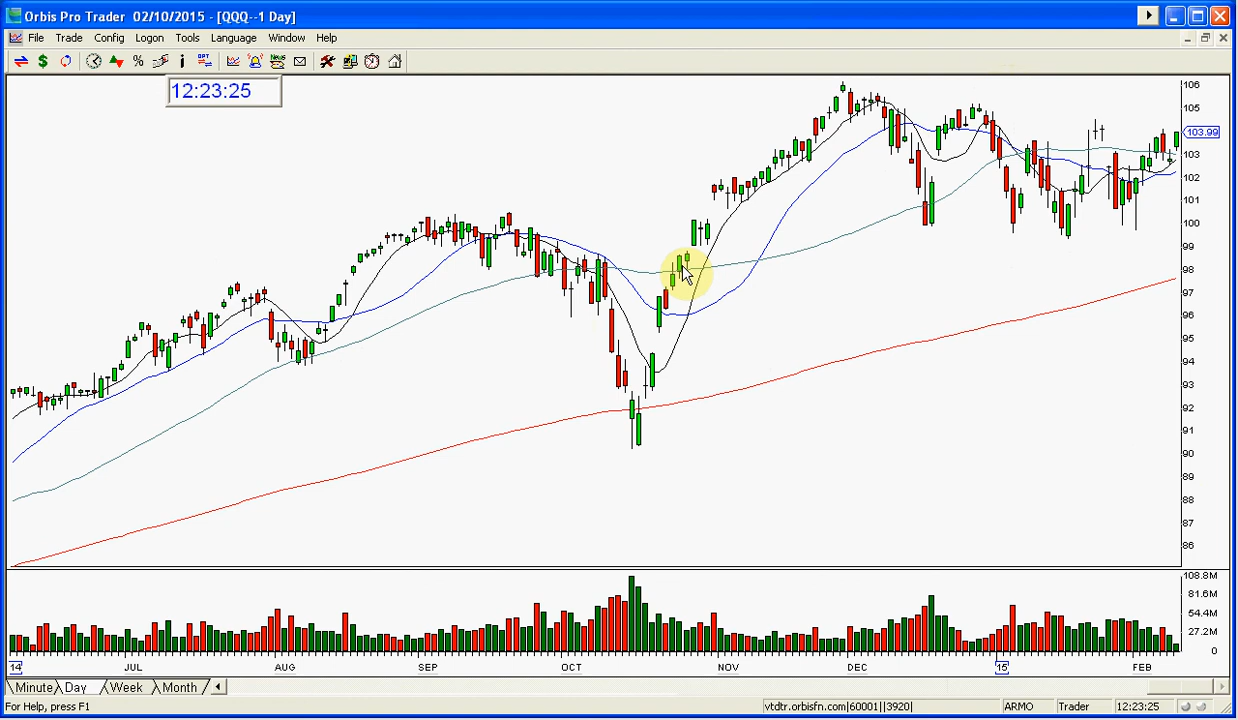 Orbis Pro Trader 02/10/2015 - [QQQ--1 Day]
File Trade Config Logon Tools Language Window Help
$ % i OPT News
12:23:25
106
105
103.99
103
102
101
100
99
98
97
96
95
94
93
92
91
90
89
88
87
86
108.8M
81.6M
54.4M
27.2M
0
14 JUL AUG SEP OCT NOV DEC 15 FEB
Minute Day Week Month
For Help, press F1 vtdtr.orbisfn.com|60001||3920| ARMO Trader 12:23:25